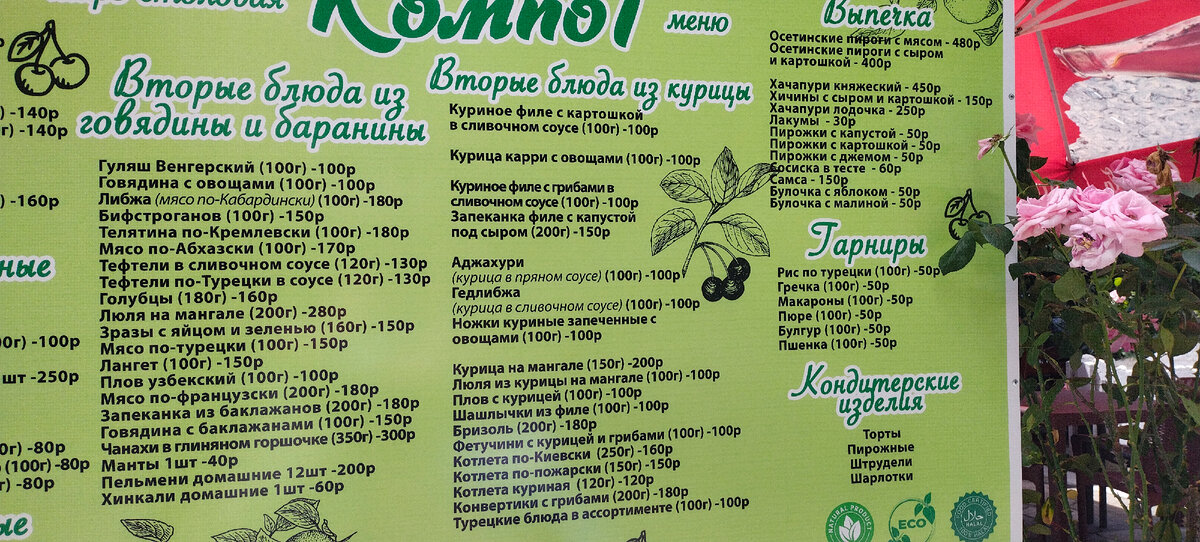 столовая
Компот
меню
) -140р
г) -140р
) -160р
ные
0г) -100р
шт -250р
г) -80р
(100г) -80р
г) -80р
ые
Вторые блюда из
говядины и баранины
Гуляш Венгерский (100г) -100р
Говядина с овощами (100г) -100р
Либжа (мясо по-Кабардински) (100г) -180р
Бифстроганов (100г) -150р
Телятина по-Кремлевски (100г) -180р
Мясо по-Абхазски (100г) -170р
Тефтели в сливочном соусе (120г) -130р
Тефтели по-Турецки в соусе (120г) -130р
Голубцы (180г) -160р
Люля на мангале (200г) -280р
Зразы с яйцом и зеленью (160г) -150р
Мясо по-турецки (100г) -150р
Лангет (100г) -150р
Плов узбекский (100г) -100р
Мясо по-французски (200г) -180р
Запеканка из баклажанов (200г) -180р
Говядина с баклажанами (100г) -150р
Чанахи в глиняном горшочке (350г) -300р
Манты 1шт -40р
Пельмени домашние 12шт -200р
Хинкали домашние 1шт -60р
Вторые блюда из курицы
Куриное филе с картошкой
в сливочном соусе (100г) -100р
Курица карри с овощами (100г) -100р
Куриное филе с грибами в
сливочном соусе (100г) -100р
Запеканка филе с капустой
под сыром (200г) -150р
Аджахури
(курица в пряном соусе) (100г) -100р
Гедлибжа
(курица в сливочном соусе) (100г) -100р
Ножки куриные запеченные с
овощами (100г) -100р
Курица на мангале (150г) -200р
Люля из курицы на мангале (100г) -100р
Плов с курицей (100г) -100р
Шашлычки из филе (100г) -100р
Бризоль (200г) -180р
Фетучини с курицей и грибами (100г) -100р
Котлета по-Киевски (250г) -160р
Котлета по-пожарски (150г) -150р
Котлета куриная (120г) -120р
Конвертики с грибами (200г) -180р
Турецкие блюда в ассортименте (100г) -100р
Выпечка
Осетинские пироги с мясом - 480р
Осетинские пироги с сыром
и картошкой - 400р
Хачапури княжеский - 450р
Хичины с сыром и картошкой - 150р
Хачапури лодочка - 250р
Лакумы - 30р
Пирожки с капустой - 50р
Пирожки с картошкой - 50р
Пирожки с джемом - 50р
Сосиска в тесте - 60р
Самса - 150р
Булочка с яблоком - 50р
Булочка с малиной - 50р
Гарниры
Рис по турецки (100г) -50р
Гречка (100г) -50р
Макароны (100г) -50р
Пюре (100г) -50р
Булгур (100г) -50р
Пшенка (100г) -50р
Кондитерские
изделия
Торты
Пирожные
Штрудели
Шарлотки
NATURAL PRODUCT
ECO
HALAL